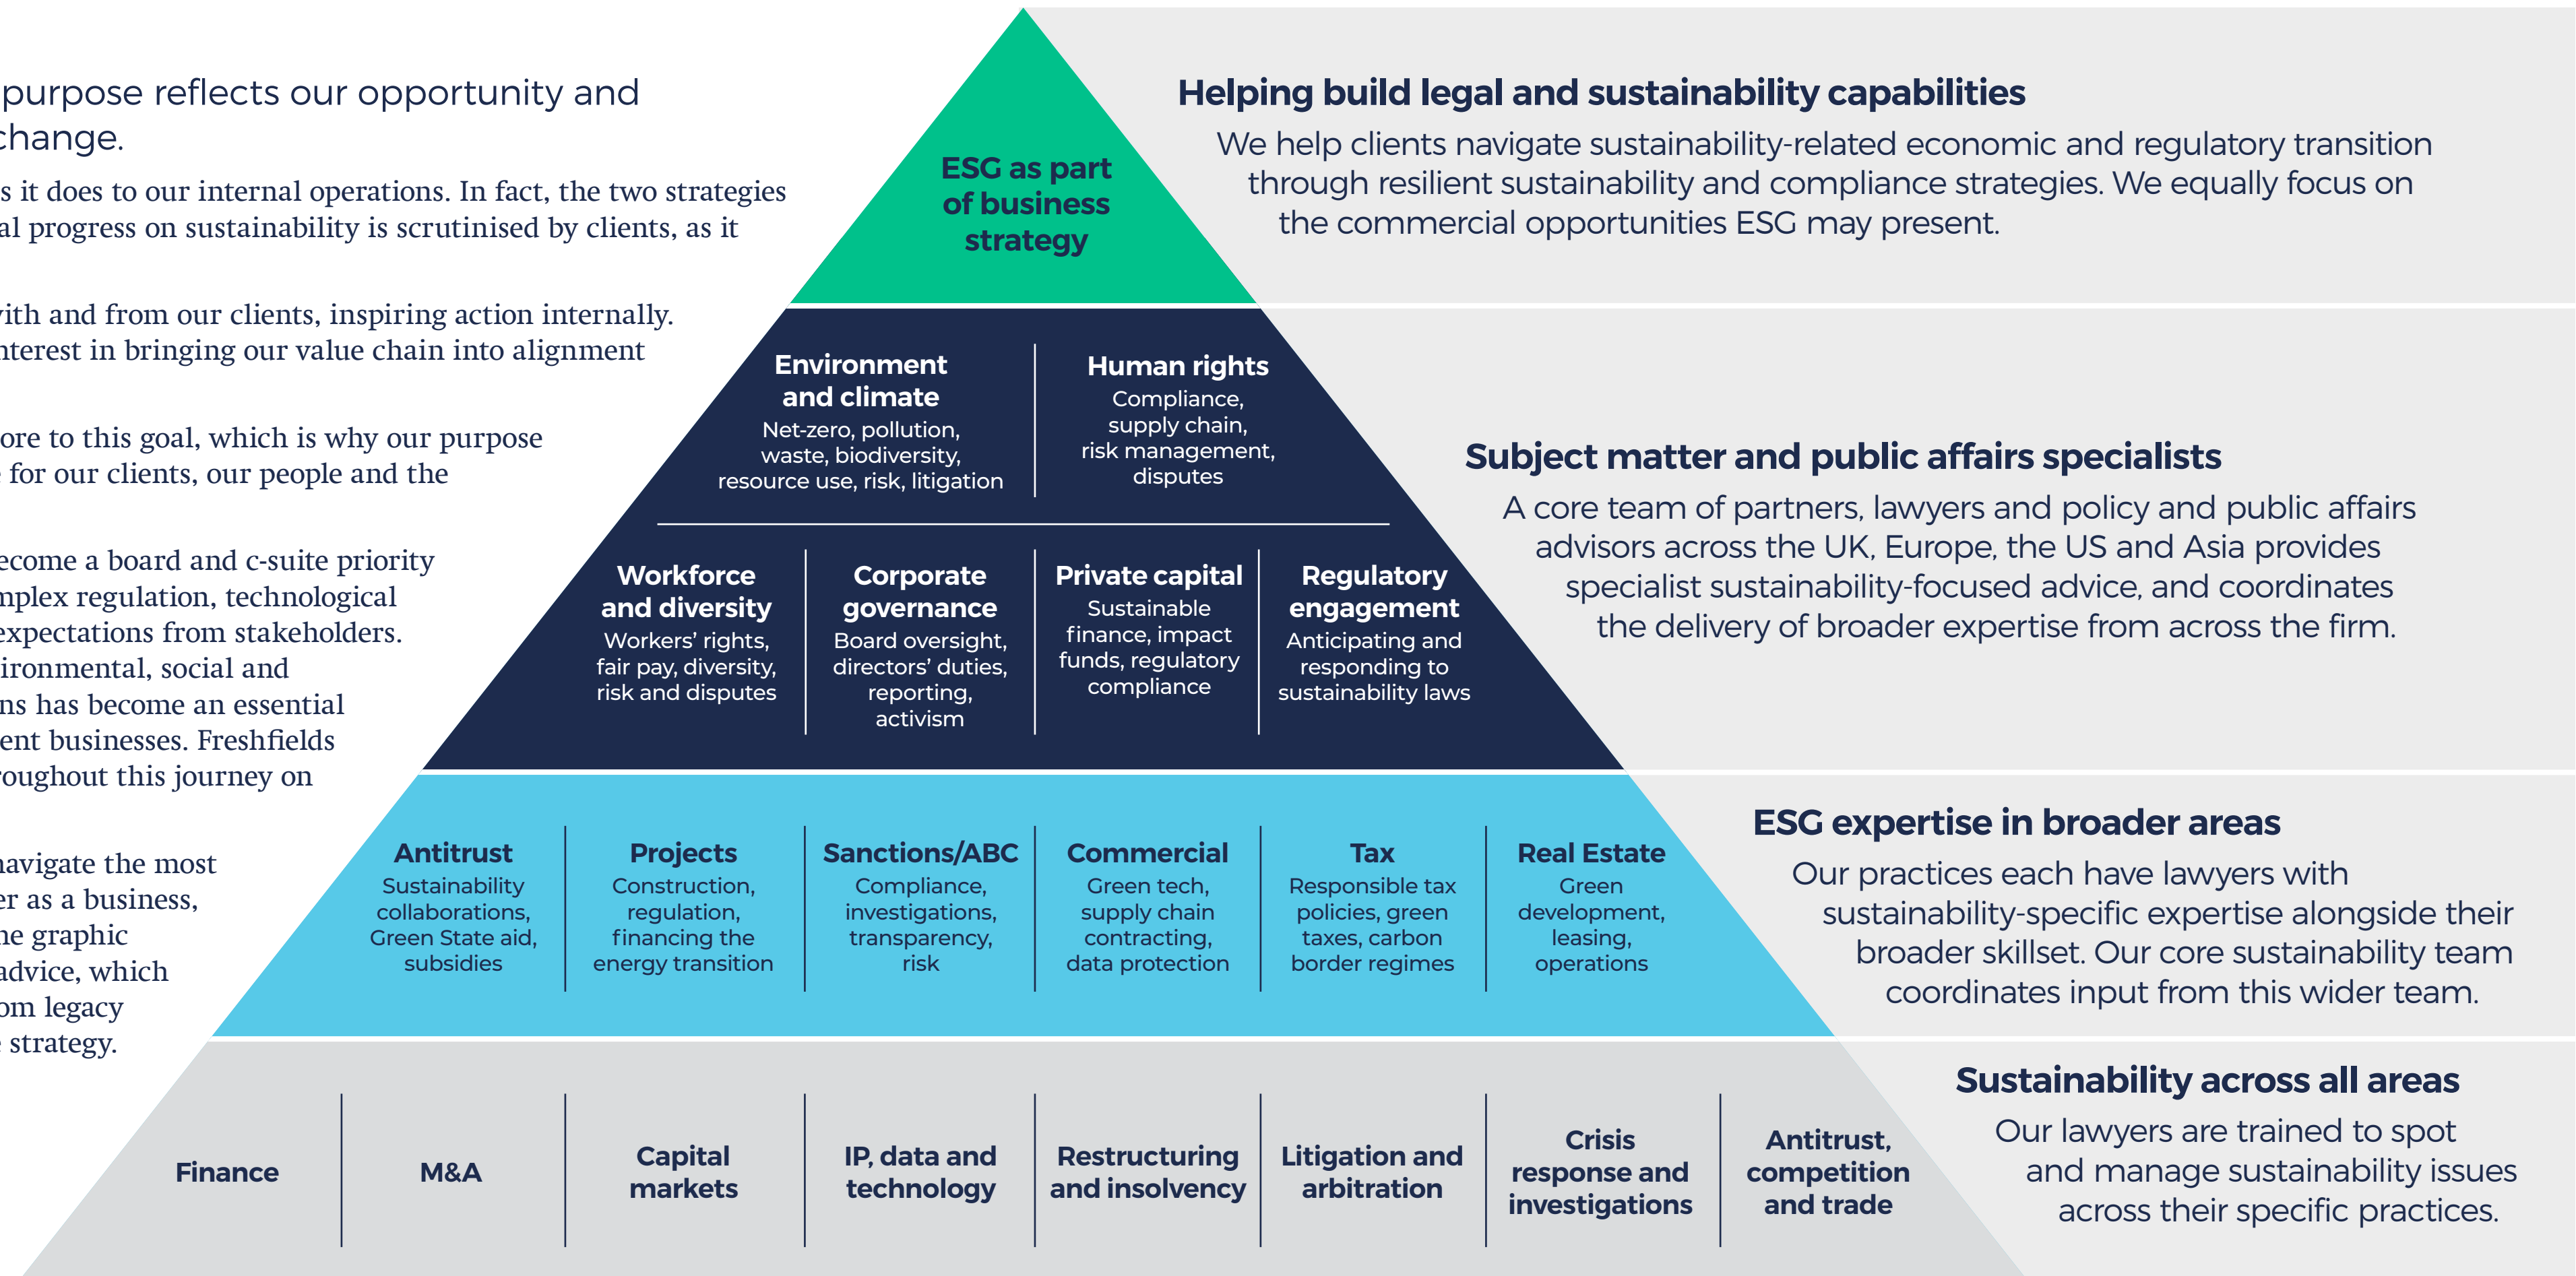 purpose reflects our opportunity and
change.
s it does to our internal operations. In fact, the two strategies
al progress on sustainability is scrutinised by clients, as it
with and from our clients, inspiring action internally.
nterest in bringing our value chain into alignment
ore to this goal, which is why our purpose
for our clients, our people and the
ecome a board and c-suite priority
mplex regulation, technological
expectations from stakeholders.
ironmental, social and
ns has become an essential
ent businesses. Freshfields
roughout this journey on
navigate the most
er as a business,
he graphic
advice, which
om legacy
strategy.
ESG as part
of business
strategy
Helping build legal and sustainability capabilities
We help clients navigate sustainability-related economic and regulatory transition
through resilient sustainability and compliance strategies. We equally focus on
the commercial opportunities ESG may present.
Environment
and climate
Net-zero, pollution,
waste, biodiversity,
resource use, risk, litigation
Human rights
Compliance,
supply chain,
risk management,
disputes
Workforce
and diversity
Workers’ rights,
fair pay, diversity,
risk and disputes
Corporate
governance
Board oversight,
directors’ duties,
reporting,
activism
Private capital
Sustainable
finance, impact
funds, regulatory
compliance
Regulatory
engagement
Anticipating and
responding to
sustainability laws
Subject matter and public affairs specialists
A core team of partners, lawyers and policy and public affairs
advisors across the UK, Europe, the US and Asia provides
specialist sustainability-focused advice, and coordinates
the delivery of broader expertise from across the firm.
Antitrust
Sustainability
collaborations,
Green State aid,
subsidies
Projects
Construction,
regulation,
financing the
energy transition
Sanctions/ABC
Compliance,
investigations,
transparency,
risk
Commercial
Green tech,
supply chain
contracting,
data protection
Tax
Responsible tax
policies, green
taxes, carbon
border regimes
Real Estate
Green
development,
leasing,
operations
ESG expertise in broader areas
Our practices each have lawyers with
sustainability-specific expertise alongside their
broader skillset. Our core sustainability team
coordinates input from this wider team.
Finance
M&A
Capital
markets
IP, data and
technology
Restructuring
and insolvency
Litigation and
arbitration
Crisis
response and
investigations
Antitrust,
competition
and trade
Sustainability across all areas
Our lawyers are trained to spot
and manage sustainability issues
across their specific practices.